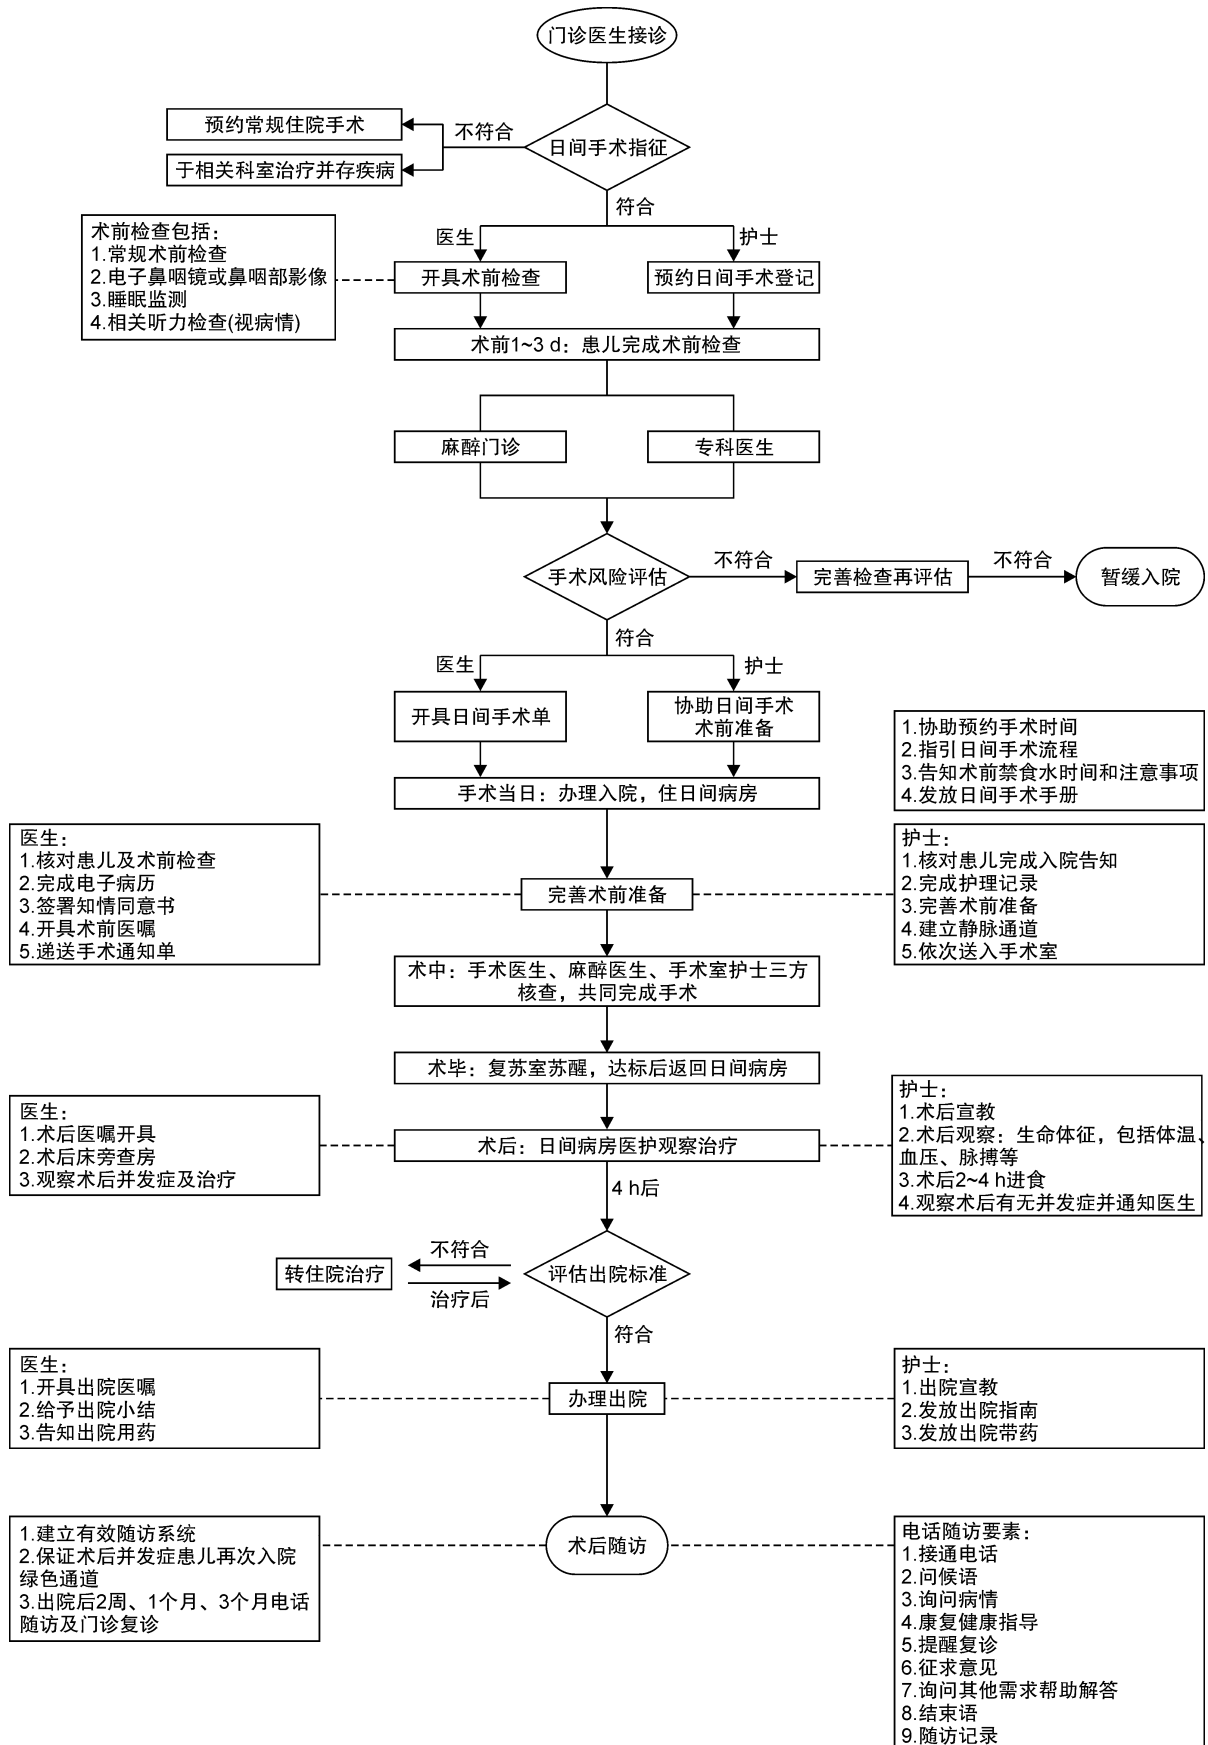 门诊医生接诊
预约常规住院手术
不符合
日间手术指征
于相关科室治疗并存疾病
符合
术前检查包括：
1.常规术前检查
2.电子鼻咽镜或鼻咽部影像
3.睡眠监测
4.相关听力检查(视病情)
医生
护士
开具术前检查
预约日间手术登记
术前1~3 d：患儿完成术前检查
麻醉门诊
专科医生
手术风险评估
不符合
完善检查再评估
不符合
暂缓入院
符合
医生
护士
开具日间手术单
协助日间手术
术前准备
1.协助预约手术时间
2.指引日间手术流程
3.告知术前禁食水时间和注意事项
4.发放日间手术手册
手术当日：办理入院，住日间病房
医生：
1.核对患儿及术前检查
2.完成电子病历
3.签署知情同意书
4.开具术前医嘱
5.递送手术通知单
完善术前准备
护士：
1.核对患儿完成入院告知
2.完成护理记录
3.完善术前准备
4.建立静脉通道
5.依次送入手术室
术中：手术医生、麻醉医生、手术室护士三方
核查，共同完成手术
术毕：复苏室苏醒，达标后返回日间病房
医生：
1.术后医嘱开具
2.术后床旁查房
3.观察术后并发症及治疗
术后：日间病房医护观察治疗
护士：
1.术后宣教
2.术后观察：生命体征，包括体温、
血压、脉搏等
3.术后2~4 h进食
4.观察术后有无并发症并通知医生
4 h后
转住院治疗
不符合
治疗后
评估出院标准
符合
医生：
1.开具出院医嘱
2.给予出院小结
3.告知出院用药
办理出院
护士：
1.出院宣教
2.发放出院指南
3.发放出院带药
1.建立有效随访系统
2.保证术后并发症患儿再次入院
绿色通道
3.出院后2周、1个月、3个月电话
随访及门诊复诊
术后随访
电话随访要素：
1.接通电话
2.问候语
3.询问病情
4.康复健康指导
5.提醒复诊
6.征求意见
7.询问其他需求帮助解答
8.结束语
9.随访记录